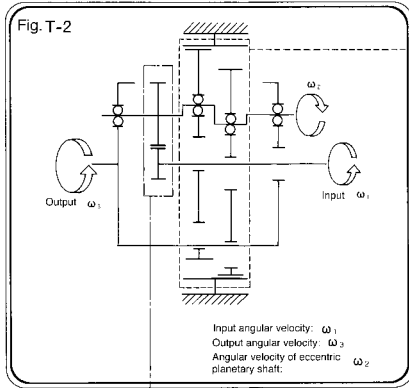 Fig. T-2
ω₂
Output ω₃
Input ω₁
Input angular velocity: ω₁
Output angular velocity: ω₃
Angular velocity of eccentric
planetary shaft: ω₂